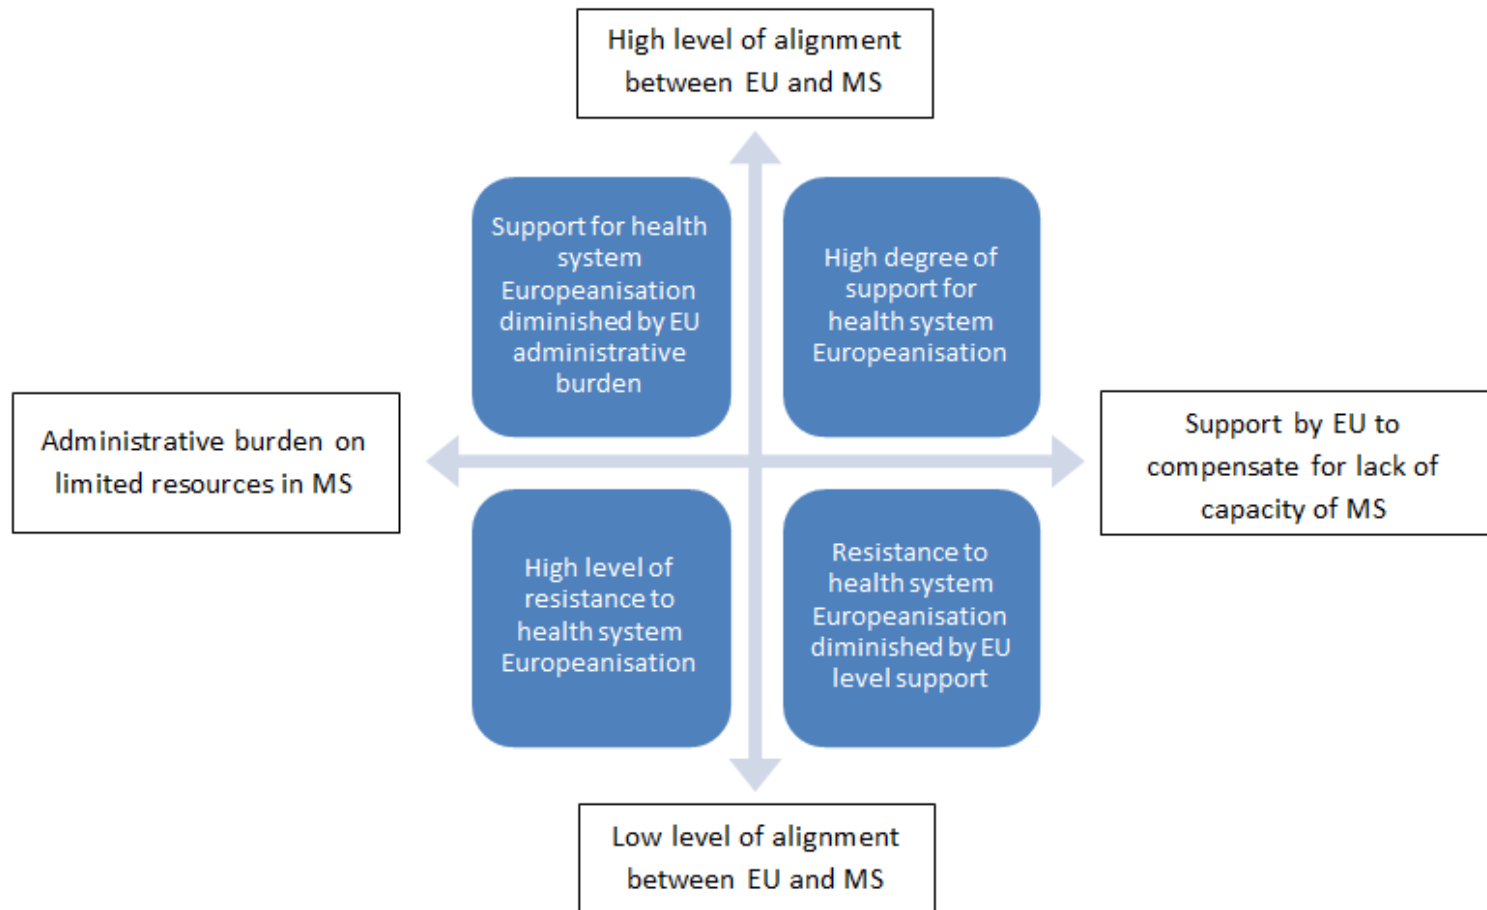 High level of alignment
between EU and MS
Support for health
system
Europeanisation
diminished by EU
administrative
burden
High degree of
support for
health system
Europeanisation
Administrative burden on
limited resources in MS
Support by EU to
compensate for lack of
capacity of MS
High level of
resistance to
health system
Europeanisation
Resistance to
health system
Europeanisation
diminished by EU
level support
Low level of alignment
between EU and MS